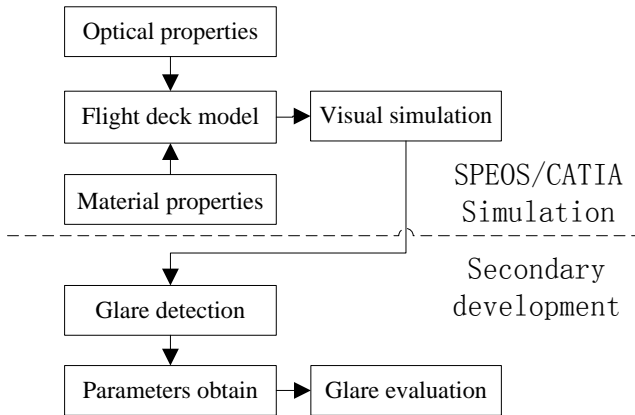 Optical properties
Flight deck model
Visual simulation
Material properties
SPEOS/CATIA
Simulation
Secondary
development
Glare detection
Parameters obtain
Glare evaluation